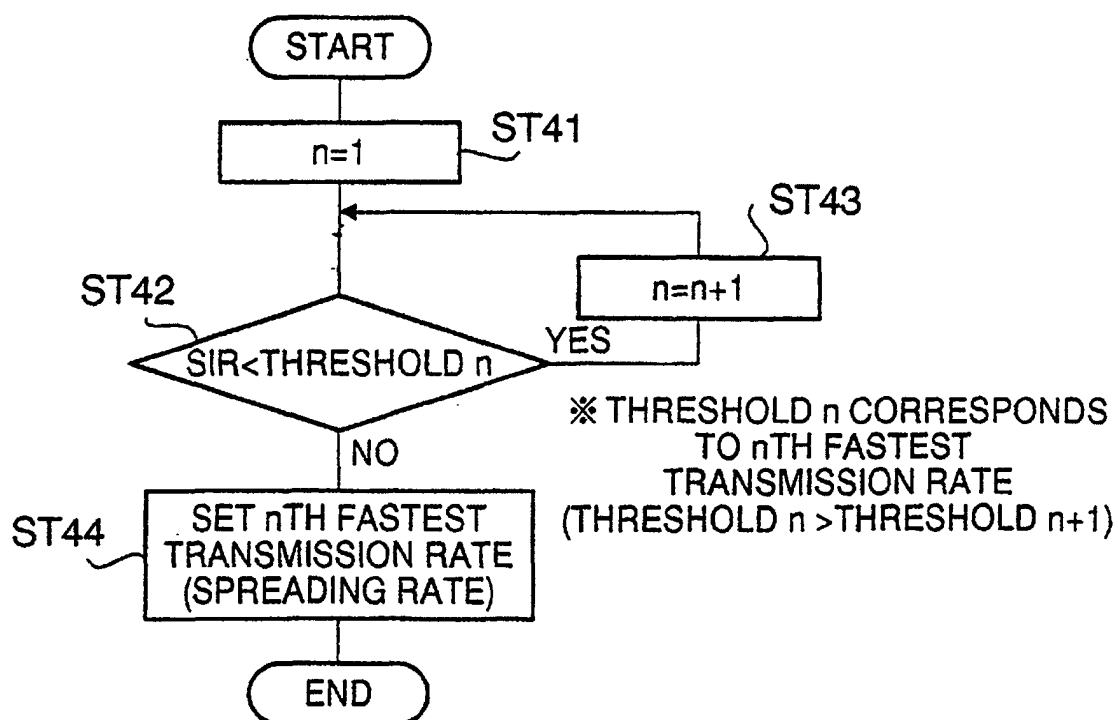 START
n=1
ST41
ST43
n=n+1
ST42
SIR<THRESHOLD n
YES
※ THRESHOLD n CORRESPONDS
TO nTH FASTEST
TRANSMISSION RATE
(THRESHOLD n >THRESHOLD n+1)
NO
ST44
SET nTH FASTEST
TRANSMISSION RATE
(SPREADING RATE)
END